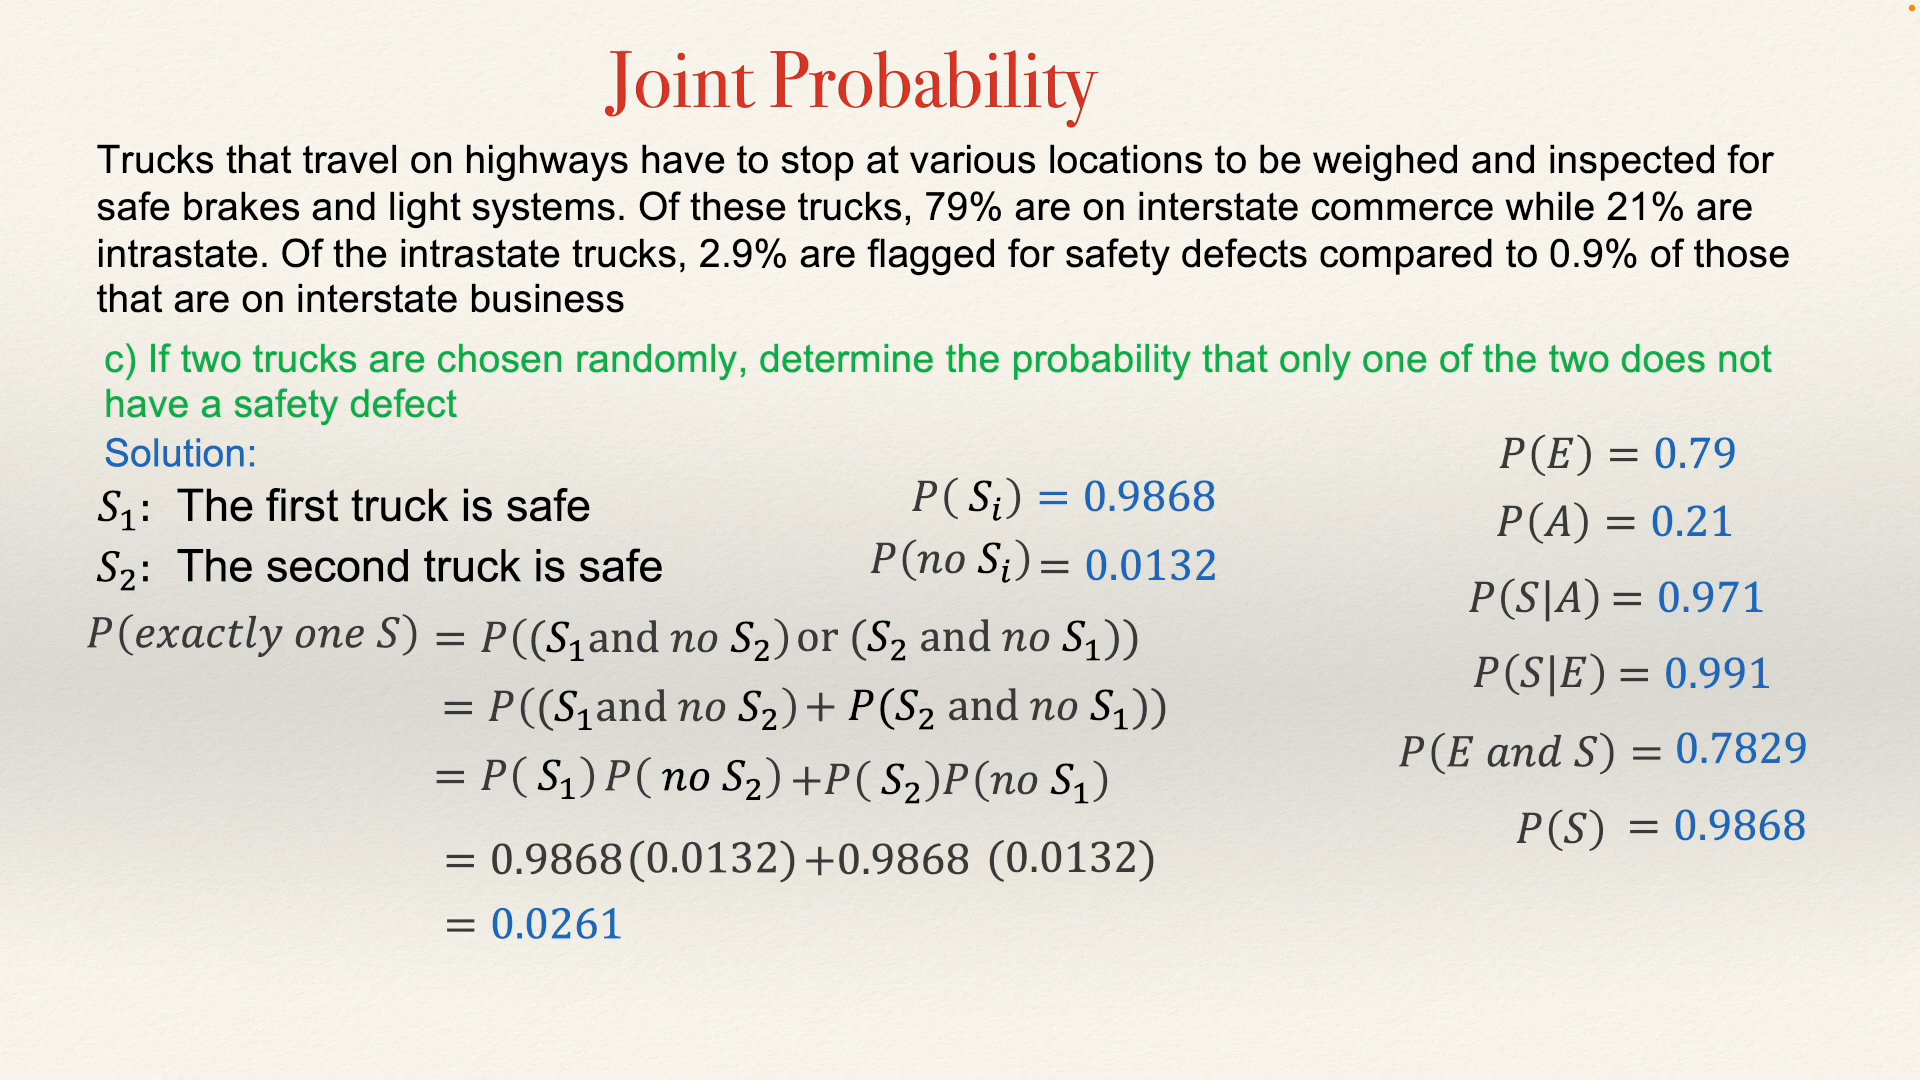 Joint Probability
Trucks that travel on highways have to stop at various locations to be weighed and inspected for
safe brakes and light systems. Of these trucks, 79% are on interstate commerce while 21% are
intrastate. Of the intrastate trucks, 2.9% are flagged for safety defects compared to 0.9% of those
that are on interstate business
c) If two trucks are chosen randomly, determine the probability that only one of the two does not
have a safety defect
Solution:
S₁: The first truck is safe
S₂: The second truck is safe
P( Sᵢ) = 0.9868
P(no Sᵢ) = 0.0132
P(exactly one S) = P((S₁and no S₂) or (S₂ and no S₁))
= P((S₁and no S₂) + P(S₂ and no S₁))
= P( S₁) P( no S₂) +P( S₂)P(no S₁)
= 0.9868(0.0132)+0.9868 (0.0132)
= 0.0261
P(E) = 0.79
P(A) = 0.21
P(S|A) = 0.971
P(S|E) = 0.991
P(E and S) = 0.7829
P(S) = 0.9868